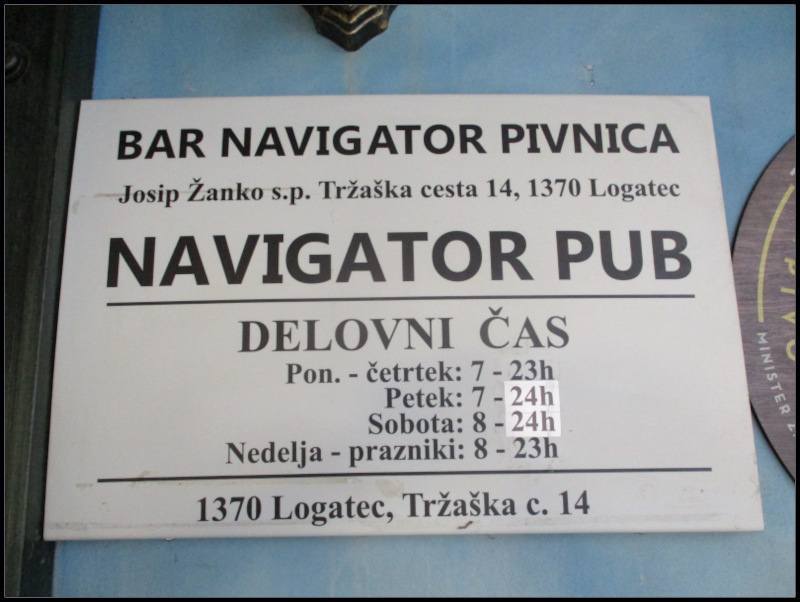 BAR NAVIGATOR PIVNICA
Josip Žanko s.p. Tržaška cesta 14, 1370 Logatec
NAVIGATOR PUB
DELOVNI ČAS
Pon. - četrtek: 7 - 23h
Petek: 7 - 24h
Sobota: 8 - 24h
Nedelja - prazniki: 8 - 23h
1370 Logatec, Tržaška c. 14
MINISTER